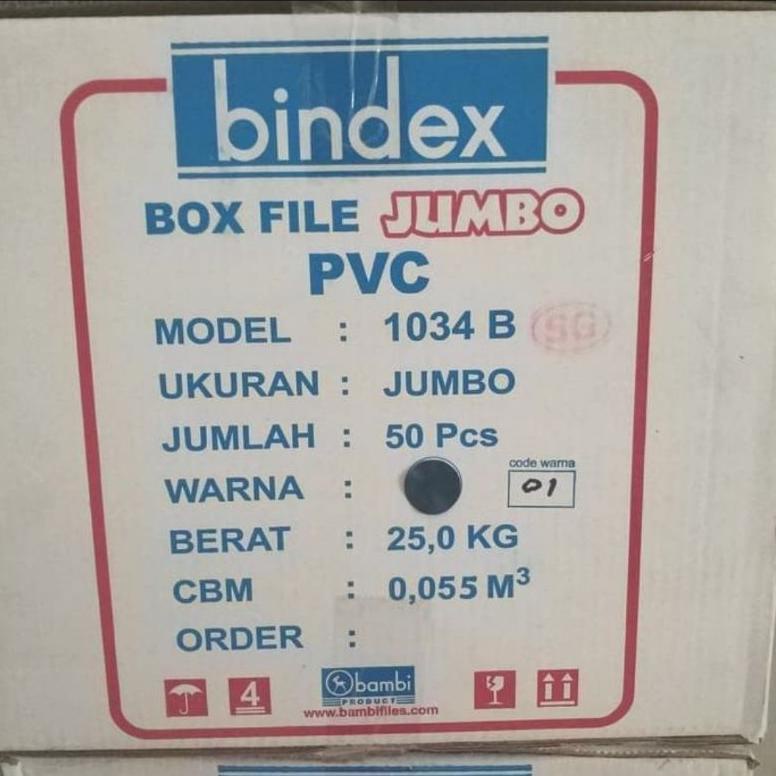 bindex
BOX FILE JUMBO
PVC
MODEL : 1034 B SG
UKURAN : JUMBO
JUMLAH : 50 Pcs
code warna
WARNA : 01
BERAT : 25,0 KG
CBM : 0,055 M³
ORDER :
4
bambi
PRODUCT
www.bambifiles.com